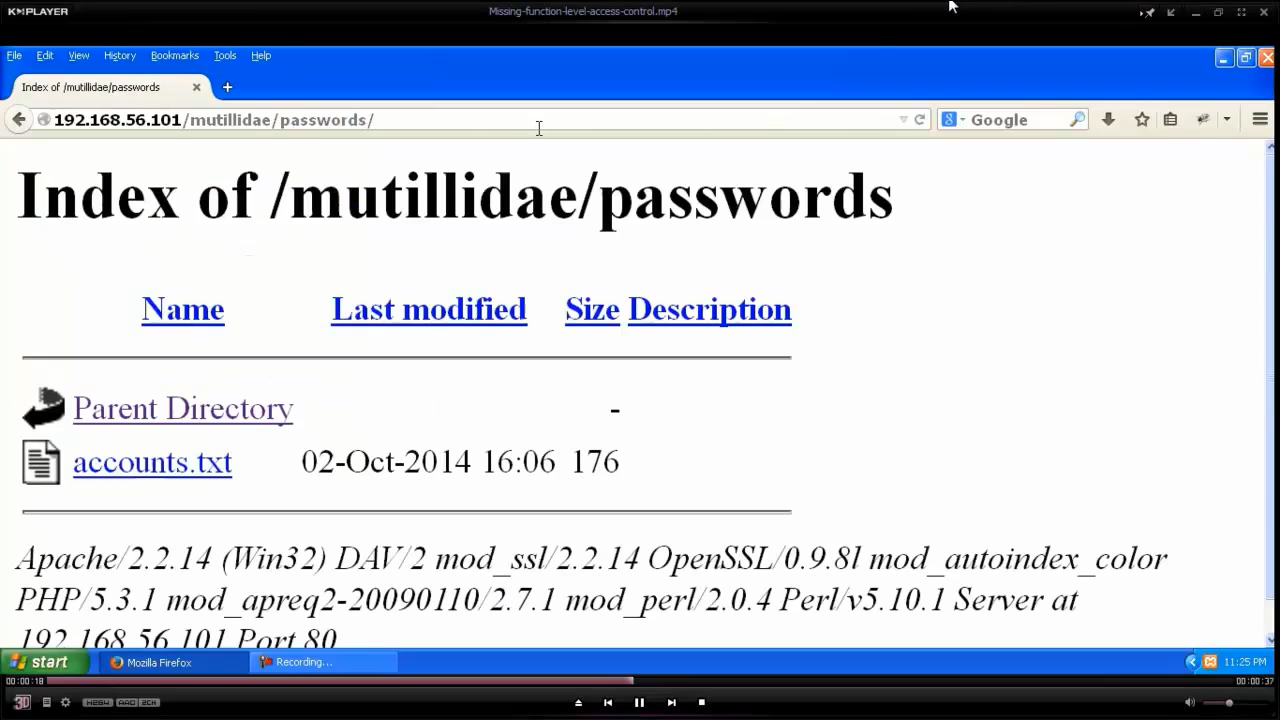 KMPLAYER
Missing-function-level-access-control.mp4
File Edit View History Bookmarks Tools Help
Index of /mutillidae/passwords
192.168.56.101/mutillidae/passwords/
Google
Index of /mutillidae/passwords
Name Last modified Size Description
Parent Directory -
accounts.txt 02-Oct-2014 16:06 176
Apache/2.2.14 (Win32) DAV/2 mod_ssl/2.2.14 OpenSSL/0.9.8l mod_autoindex_color
PHP/5.3.1 mod_apreq2-20090110/2.7.1 mod_perl/2.0.4 Perl/v5.10.1 Server at
192.168.56.101 Port 80
start Mozilla Firefox Recording... 11:25 PM
00:00:18 00:00:37
3D H264 AAC 2CH